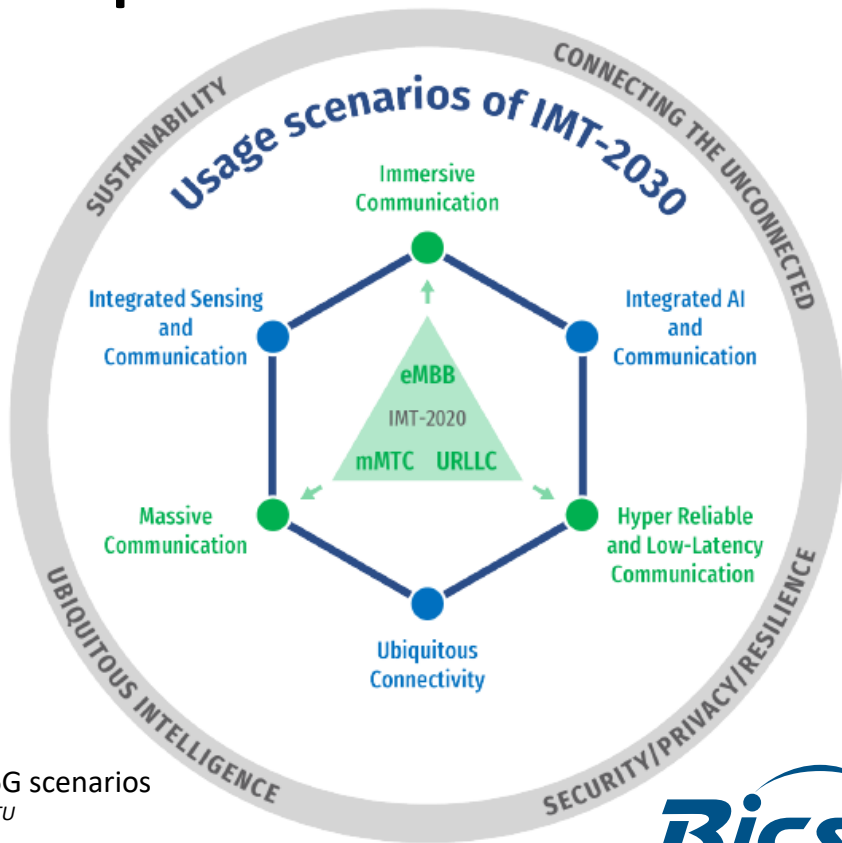 SUSTAINABILITY
CONNECTING THE UNCONNECTED
Usage scenarios of IMT-2030
Immersive
Communication
Integrated Sensing
and
Communication
Integrated AI
and
Communication
eMBB
IMT-2020
mMTC URLLC
Massive
Communication
Hyper Reliable
and Low-Latency
Communication
Ubiquitous
Connectivity
UBIQUITOUS INTELLIGENCE
SECURITY/PRIVACY/RESILIENCE
G scenarios